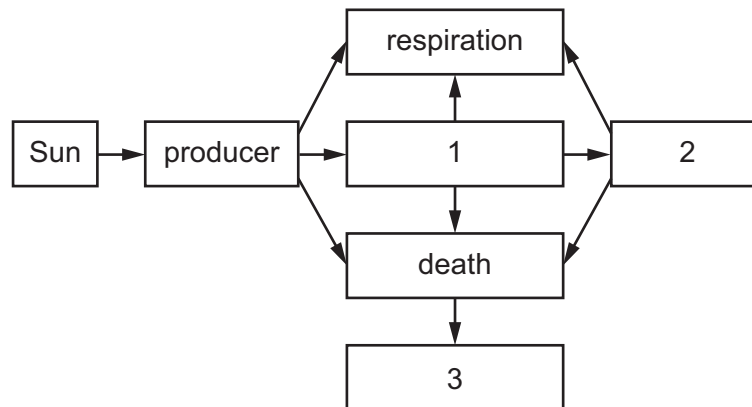 respiration
Sun
producer
1
2
death
3